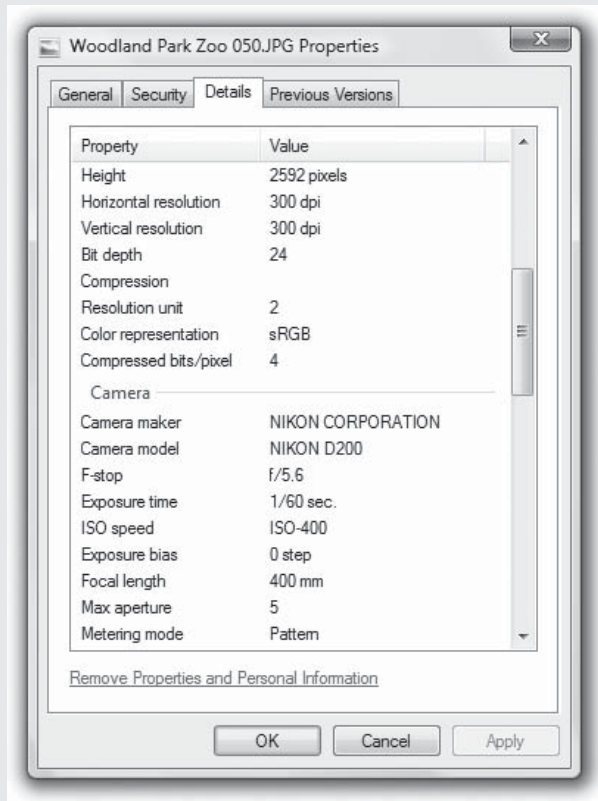 Woodland Park Zoo 050.JPG Properties
General Security Details Previous Versions
Property Value
Height 2592 pixels
Horizontal resolution 300 dpi
Vertical resolution 300 dpi
Bit depth 24
Compression
Resolution unit 2
Color representation sRGB
Compressed bits/pixel 4
Camera
Camera maker NIKON CORPORATION
Camera model NIKON D200
F-stop f/5.6
Exposure time 1/60 sec.
ISO speed ISO-400
Exposure bias 0 step
Focal length 400 mm
Max aperture 5
Metering mode Pattern
Remove Properties and Personal Information
OK Cancel Apply